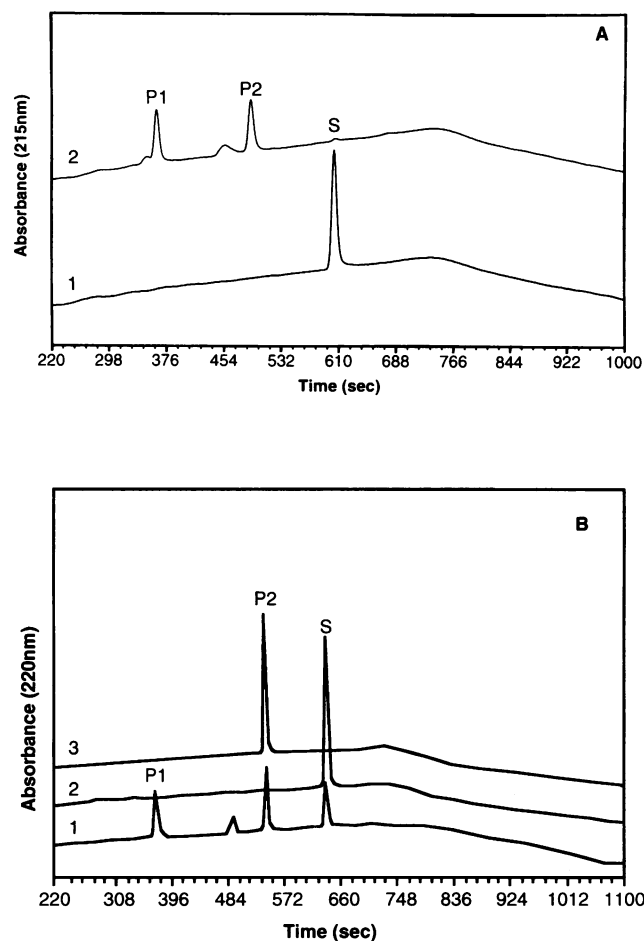 A
P1
P2
S
2
1
Absorbance (215nm)
220 298 376 454 532 610 688 766 844 922 1000
Time (sec)
B
P2
S
3
P1
2
1
Absorbance (220nm)
220 308 396 484 572 660 748 836 924 1012 1100
Time (sec)